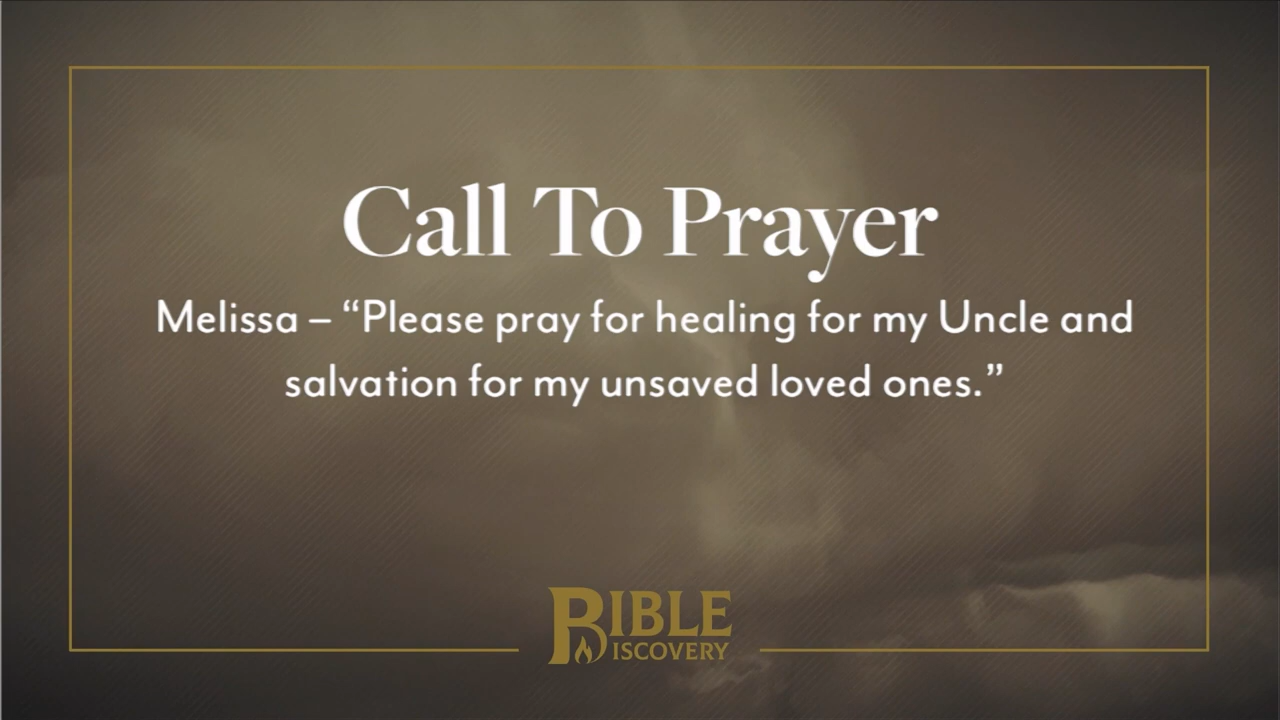 Call To Prayer
Melissa – “Please pray for healing for my Uncle and
salvation for my unsaved loved ones.”
BIBLE
DISCOVERY